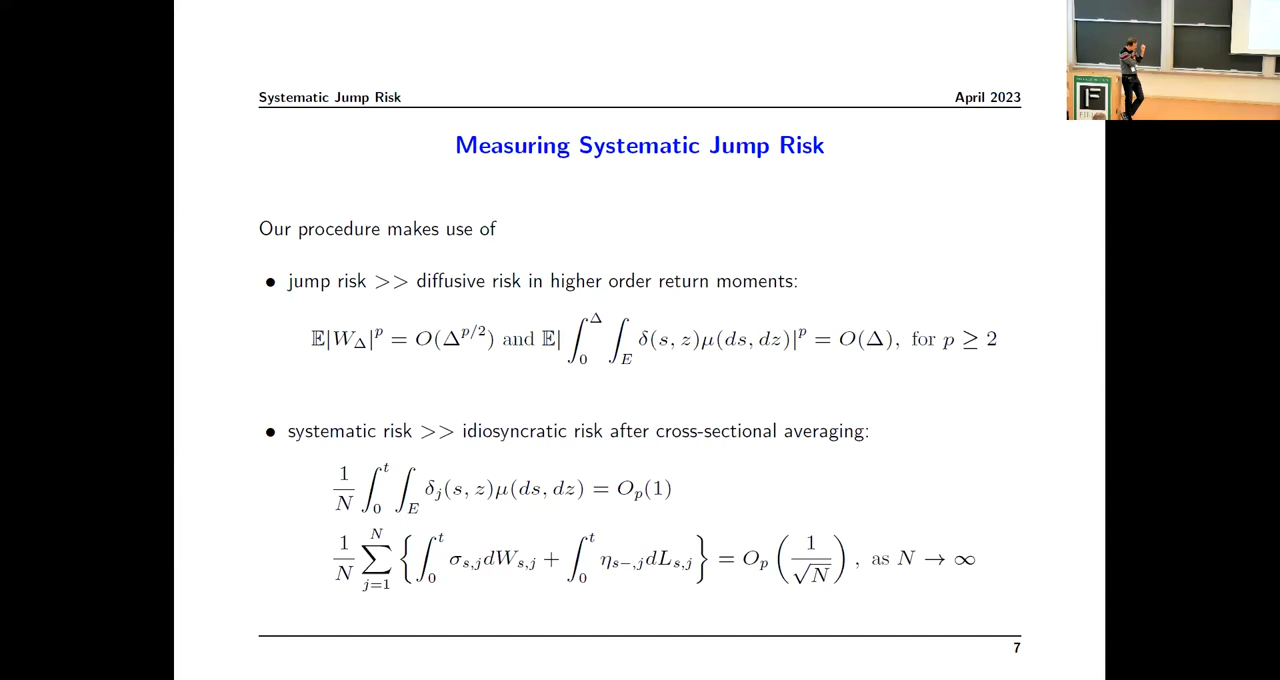 Systematic Jump Risk April 2023
Measuring Systematic Jump Risk
Our procedure makes use of
• jump risk >> diffusive risk in higher order return moments:
𝔼|W_Δ|^p = O(Δ^{p/2}) and 𝔼| ∫_0^Δ ∫_E δ(s, z)μ(ds, dz)|^p = O(Δ), for p ≥ 2
• systematic risk >> idiosyncratic risk after cross-sectional averaging:
1/N ∫_0^t ∫_E δ_j(s, z)μ(ds, dz) = O_p(1)
1/N ∑_{j=1}^N { ∫_0^t σ_{s,j}dW_{s,j} + ∫_0^t η_{s−,j}dL_{s,j} } = O_p (1/√N), as N → ∞
7
F